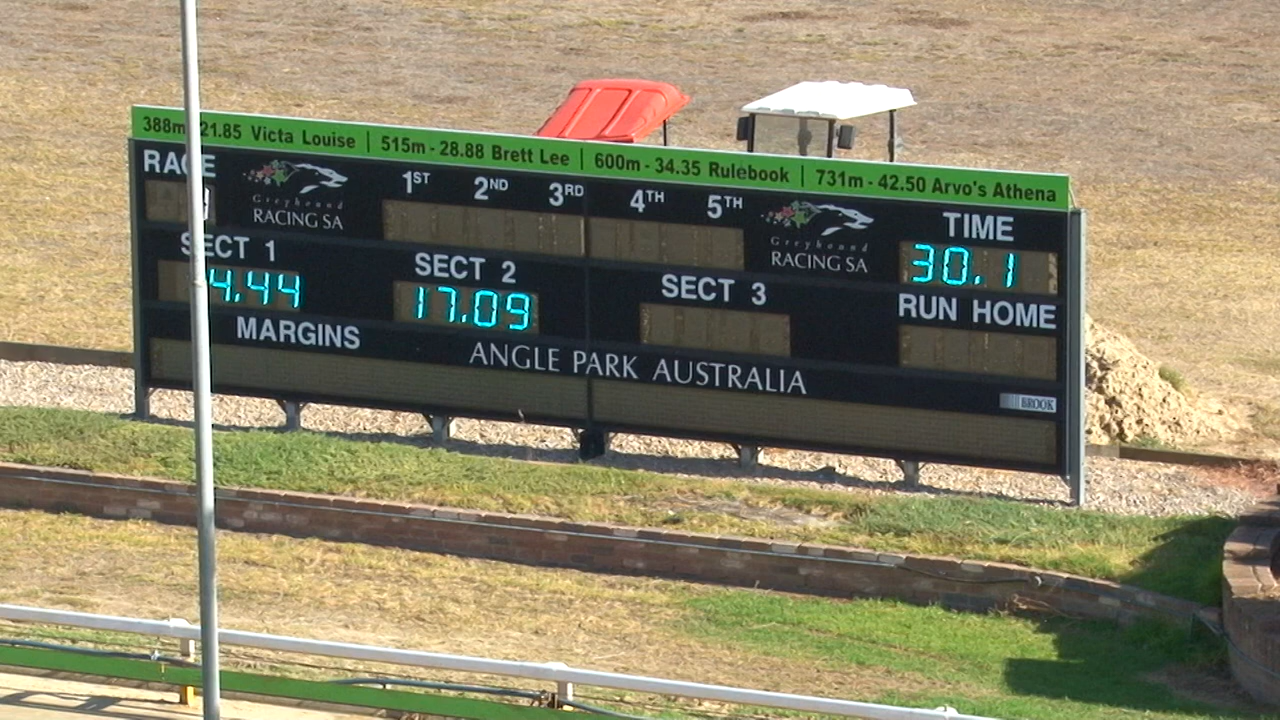 388m 21.85 Victa Louise | 515m - 28.88 Brett Lee | 600m - 34.35 Rulebook | 731m - 42.50 Arvo's Athena
RACE
Greyhound
RACING SA
1ST 2ND 3RD 4TH 5TH
Greyhound
RACING SA
TIME
30.1
SECT 1
4.44
SECT 2
17.09
SECT 3
RUN HOME
MARGINS
ANGLE PARK AUSTRALIA
BROOK